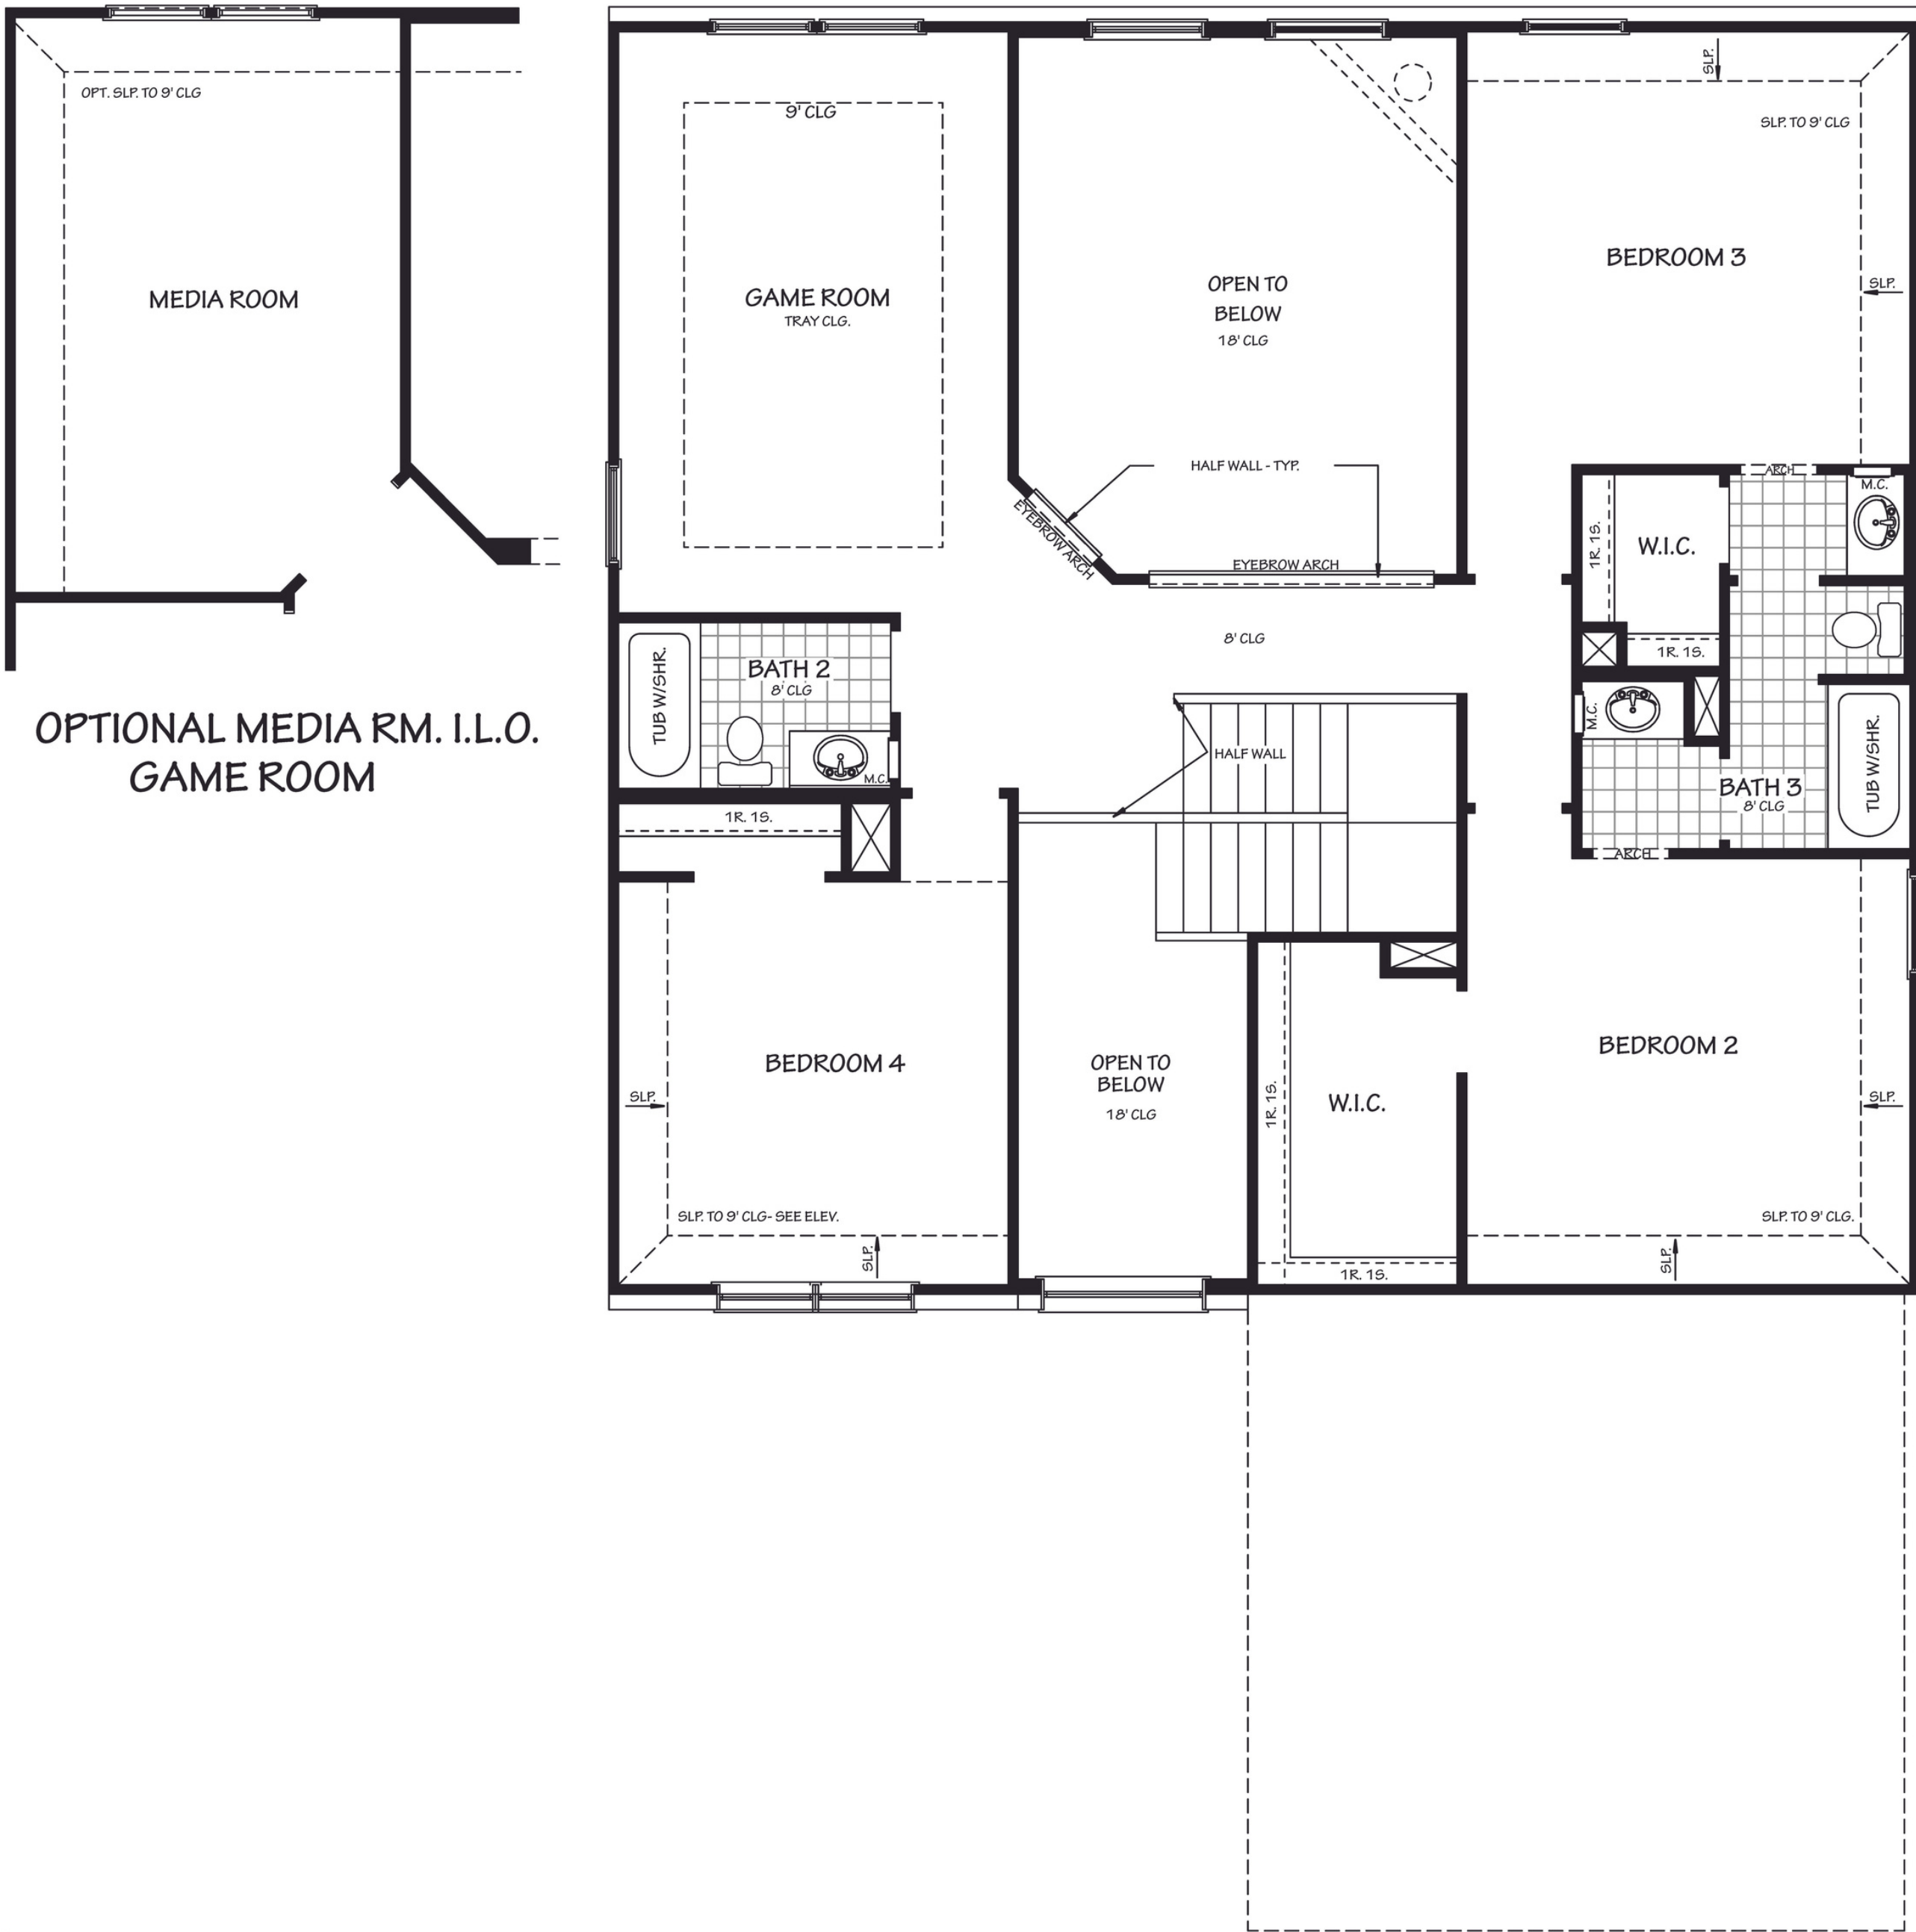 OPT. SLP. TO 9' CLG
MEDIA ROOM
OPTIONAL MEDIA RM. I.L.O.
GAME ROOM
9' CLG
GAME ROOM
TRAY CLG.
OPEN TO
BELOW
18' CLG
SLP.
SLP. TO 9' CLG
BEDROOM 3
SLP.
HALF WALL - TYP.
EYEBROW ARCH
EYEBROW ARCH
8' CLG
ARCH
M.C.
1R. 1S.
W.I.C.
1R. 1S.
TUB W/SHR.
BATH 2
8' CLG
M.C.
HALF WALL
M.C.
BATH 3
8' CLG
TUB W/SHR.
ARCH
1R. 1S.
BEDROOM 4
SLP.
SLP. TO 9' CLG- SEE ELEV.
SLP.
OPEN TO
BELOW
18' CLG
1R. 1S.
W.I.C.
1R. 1S.
BEDROOM 2
SLP.
SLP. TO 9' CLG.
SLP.